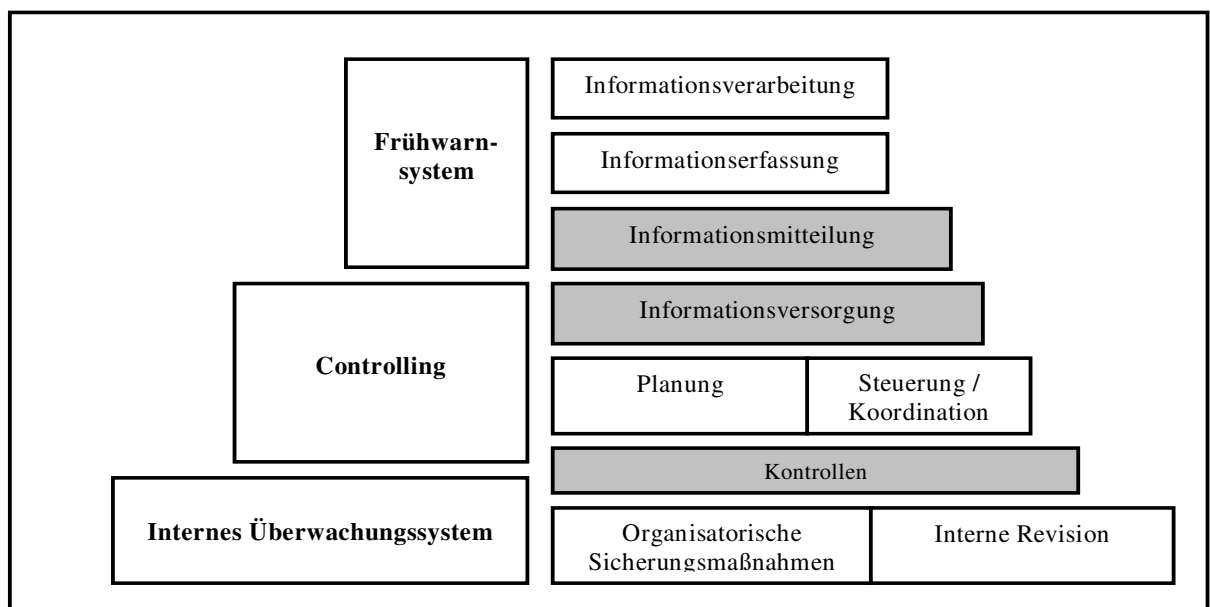 Frühwarn-
system
Informationsverarbeitung
Informationserfassung
Informationsmitteilung
Controlling
Informationsversorgung
Planung
Steuerung /
Koordination
Kontrollen
Internes Überwachungssystem
Organisatorische
Sicherungsmaßnahmen
Interne Revision